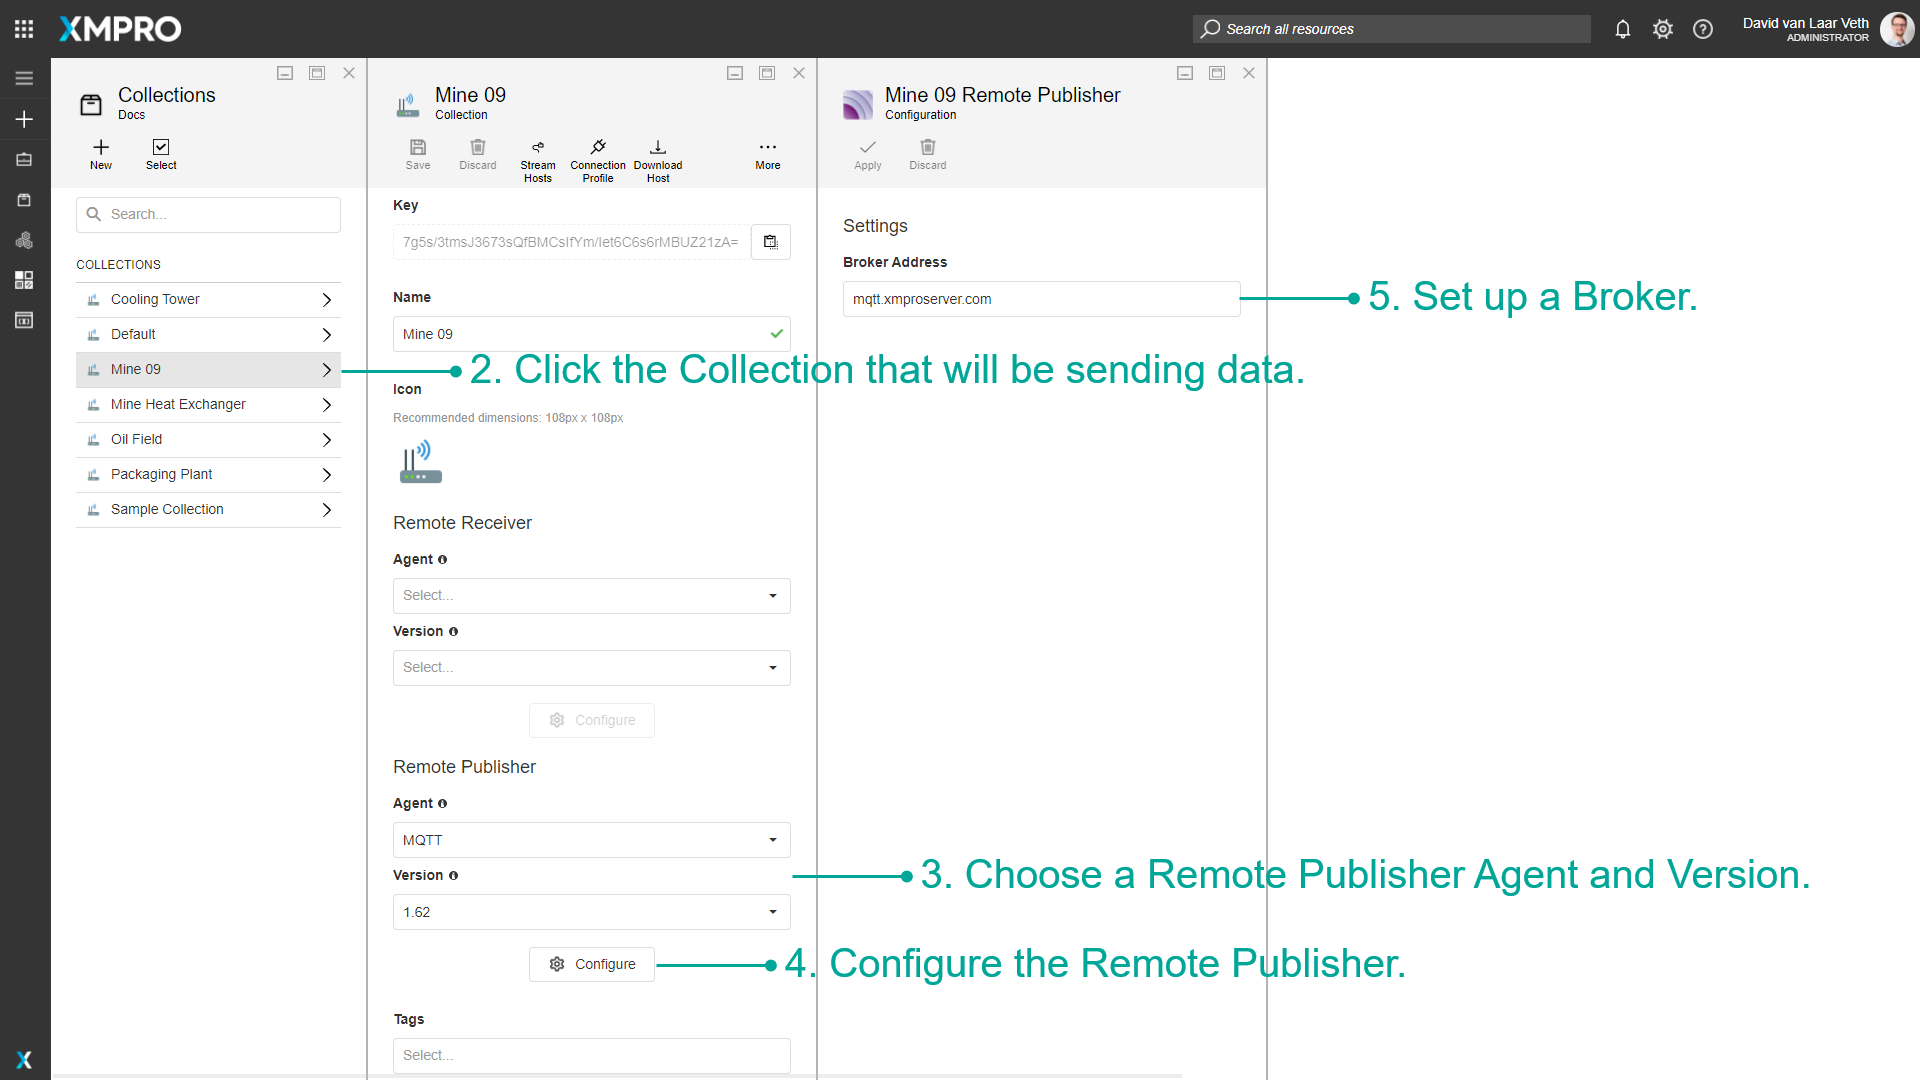 XMPRO
Search all resources
David van Laar Veth
ADMINISTRATOR
Collections
Docs
New
Select
Search...
COLLECTIONS
Cooling Tower
Default
Mine 09
Mine Heat Exchanger
Oil Field
Packaging Plant
Sample Collection
Mine 09
Collection
Save
Discard
Stream Hosts
Connection Profile
Download Host
More
Key
7g5s/3tmsJ3673sQfBMCsIfYm/Iet6C6s6rMBUZ21zA=
Name
Mine 09
2. Click the Collection that will be sending data.
Icon
Recommended dimensions: 108px x 108px
Remote Receiver
Agent
Select...
Version
Select...
Configure
Remote Publisher
Agent
MQTT
Version
1.62
3. Choose a Remote Publisher Agent and Version.
Configure
4. Configure the Remote Publisher.
Tags
Select...
Mine 09 Remote Publisher
Configuration
Apply
Discard
Settings
Broker Address
mqtt.xmproserver.com
5. Set up a Broker.